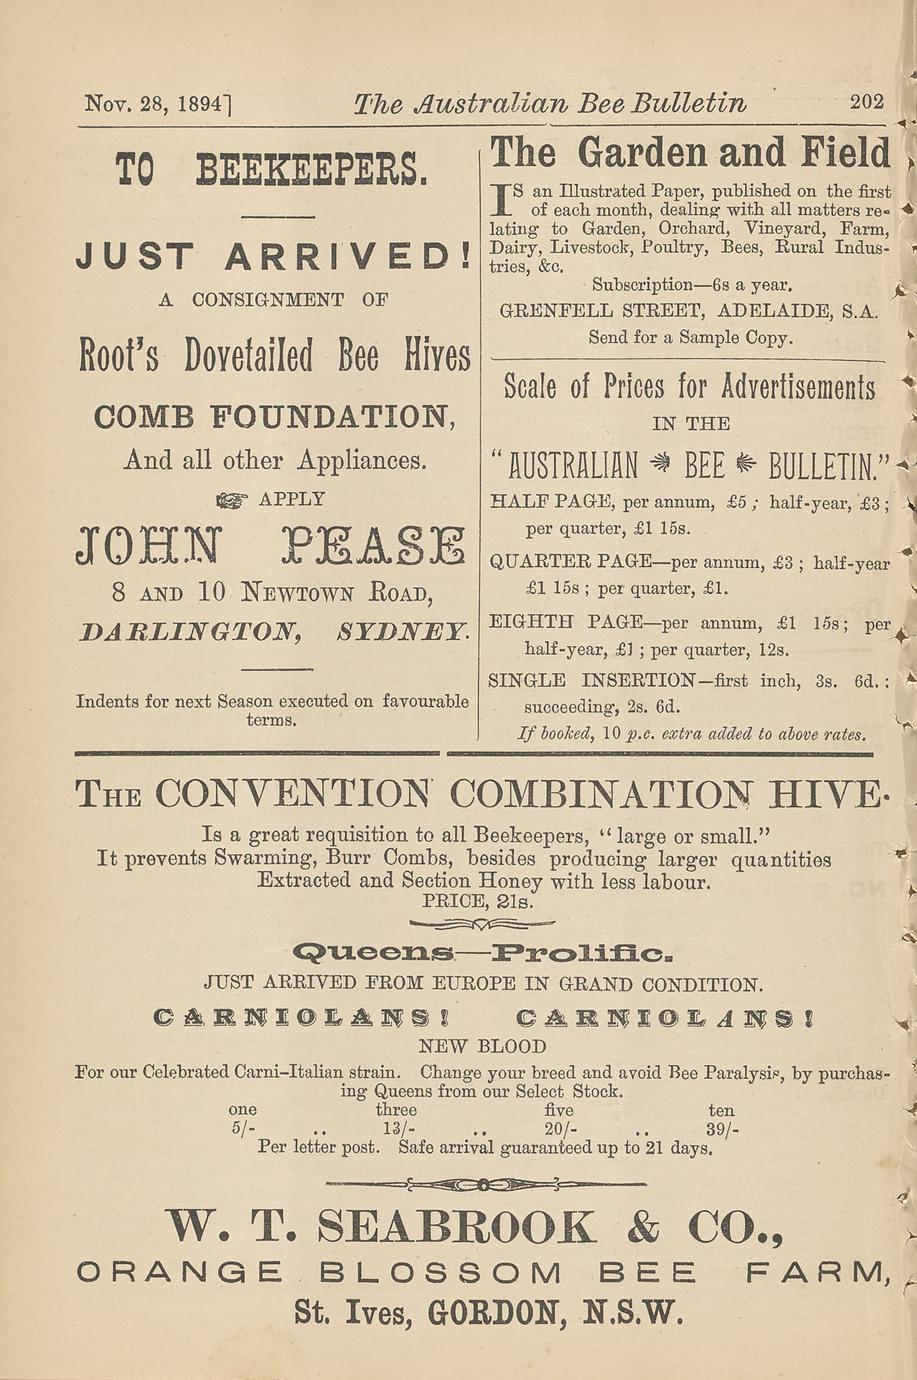 Nov. 28, 1894]
The Australian Bee Bulletin
202
TO BEEKEEPERS.
JUST ARRIVED!
A CONSIGNMENT OF
Root's Dovetailed Bee Hives
COMB FOUNDATION,
And all other Appliances.
☞ APPLY
JOHN PEASE
8 AND 10 NEWTOWN ROAD,
DARLINGTON, SYDNEY.
Indents for next Season executed on favourable
terms.
The Garden and Field
IS an Illustrated Paper, published on the first
of each month, dealing with all matters re-
lating to Garden, Orchard, Vineyard, Farm,
Dairy, Livestock, Poultry, Bees, Rural Indus-
tries, &c.
Subscription—6s a year.
GRENFELL STREET, ADELAIDE, S.A.
Send for a Sample Copy.
Scale of Prices for Advertisements
IN THE
"AUSTRALIAN BEE BULLETIN."
HALF PAGE, per annum, £5; half-year, £3;
per quarter, £1 15s.
QUARTER PAGE—per annum, £3; half-year
£1 15s; per quarter, £1.
EIGHTH PAGE—per annum, £1 15s; per
half-year, £1; per quarter, 12s.
SINGLE INSERTION—first inch, 3s. 6d.;
succeeding, 2s. 6d.
If booked, 10 p.c. extra added to above rates.
THE CONVENTION COMBINATION HIVE.
Is a great requisition to all Beekeepers, "large or small."
It prevents Swarming, Burr Combs, besides producing larger quantities
Extracted and Section Honey with less labour.
PRICE, 21s.
Queens—Prolific.
JUST ARRIVED FROM EUROPE IN GRAND CONDITION.
CARNIOLANS! CARNIOLANS!
NEW BLOOD
For our Celebrated Carni-Italian strain. Change your breed and avoid Bee Paralysis, by purchas-
ing Queens from our Select Stock.
one three five ten
5/- .. 13/- .. 20/- .. 39/-
Per letter post. Safe arrival guaranteed up to 21 days.
W. T. SEABROOK & CO.,
ORANGE BLOSSOM BEE FARM,
St. Ives, GORDON, N.S.W.